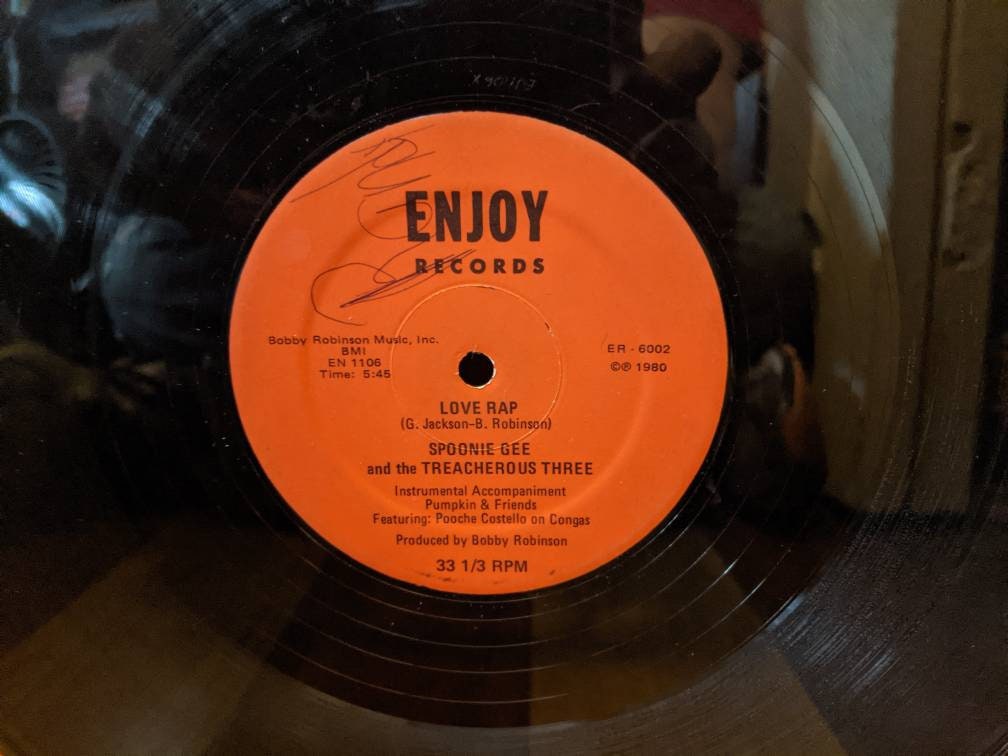 ENJOY
RECORDS
Bobby Robinson Music, Inc.
BMI
EN 1106
Time: 5:45
ER - 6002
©℗ 1980
LOVE RAP
(G. Jackson-B. Robinson)
SPOONIE GEE
and the TREACHEROUS THREE
Instrumental Accompaniment
Pumpkin & Friends
Featuring: Pooche Costello on Congas
Produced by Bobby Robinson
33 1/3 RPM